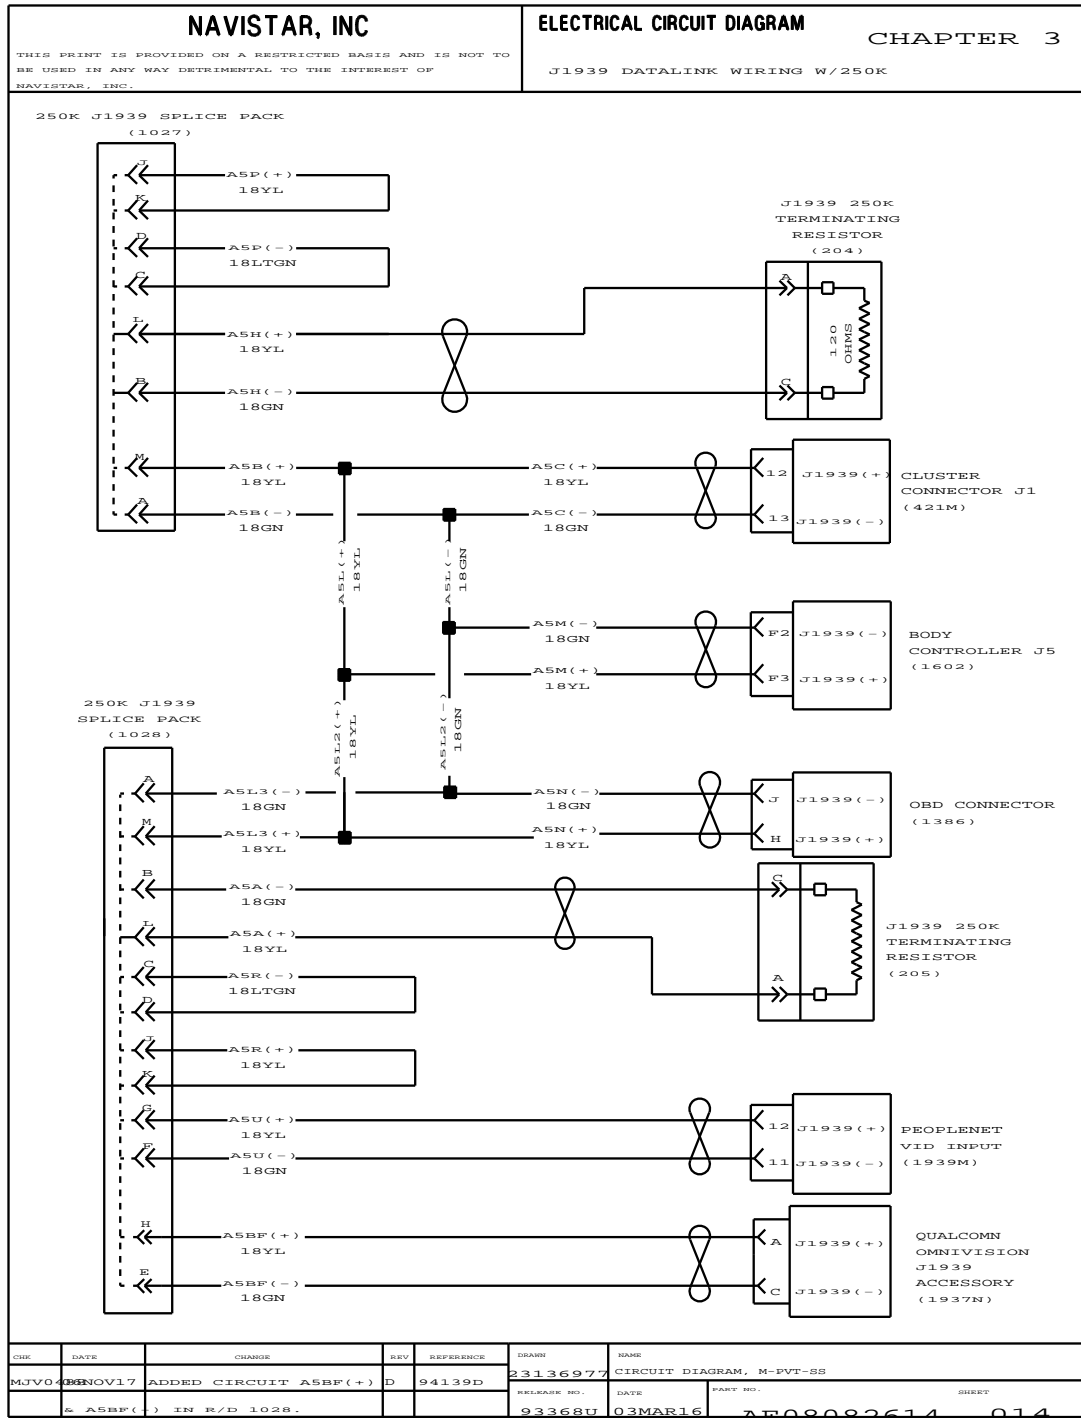 NAVISTAR, INC
THIS PRINT IS PROVIDED ON A RESTRICTED BASIS AND IS NOT TO
BE USED IN ANY WAY DETRIMENTAL TO THE INTEREST OF
NAVISTAR, INC.
ELECTRICAL CIRCUIT DIAGRAM
CHAPTER 3
J1939 DATALINK WIRING W/250K
250K J1939 SPLICE PACK
(1027)
J
A5P(+)
18YL
K
D
A5P(-)
18LTGN
C
L
A5H(+)
18YL
B
A5H(-)
18GN
M
A5B(+)
18YL
A
A5B(-)
18GN
J1939 250K
TERMINATING
RESISTOR
(204)
A
120
OHMS
C
A5C(+)
18YL
A5C(-)
18GN
12
J1939(+)
13
J1939(-)
CLUSTER
CONNECTOR J1
(421M)
A5L(+)
18YL
A5L(-)
18GN
A5M(-)
18GN
A5M(+)
18YL
F2
J1939(-)
F3
J1939(+)
BODY
CONTROLLER J5
(1602)
A5L2(+)
18YL
A5L2(-)
18GN
250K J1939
SPLICE PACK
(1028)
A
A5L3(-)
18GN
M
A5L3(+)
18YL
A5N(-)
18GN
A5N(+)
18YL
J
J1939(-)
H
J1939(+)
OBD CONNECTOR
(1386)
B
A5A(-)
18GN
L
A5A(+)
18YL
C
A5R(-)
18LTGN
D
J
A5R(+)
18YL
K
C
A
J1939 250K
TERMINATING
RESISTOR
(205)
G
A5U(+)
18YL
F
A5U(-)
18GN
12
J1939(+)
11
J1939(-)
PEOPLENET
VID INPUT
(1939M)
H
A5BF(+)
18YL
E
A5BF(-)
18GN
A
J1939(+)
C
J1939(-)
QUALCOMN
OMNIVISION
J1939
ACCESSORY
(1937N)
CHK
DATE
CHANGE
REV
REFERENCE
ADDED CIRCUIT A5BF(+)
D
94139D
& A5BF(-) IN R/D 1028.
DRAWN
23136977
NAME
CIRCUIT DIAGRAM, M-PVT-SS
RELEASE NO.
93368U
DATE
03MAR16
PART NO.
AE08082614
SHEET
014